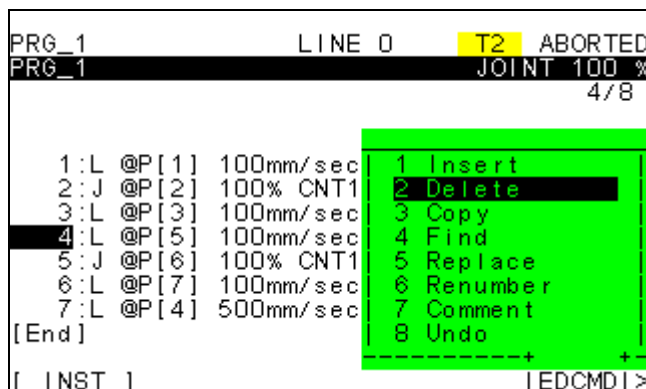 PRG_1 LINE 0 T2 ABORTED
PRG_1 JOINT 100 %
4/8
1:L @P[1] 100mm/sec| 1 Insert |
2:J @P[2] 100% CNT1| 2 Delete |
3:L @P[3] 100mm/sec| 3 Copy |
4:L @P[5] 100mm/sec| 4 Find |
5:J @P[6] 100% CNT1| 5 Replace |
6:L @P[7] 100mm/sec| 6 Renumber |
7:L @P[4] 500mm/sec| 7 Comment |
[End] | 8 Undo |
-----------+ +-
[ INST ] |EDCMD|>